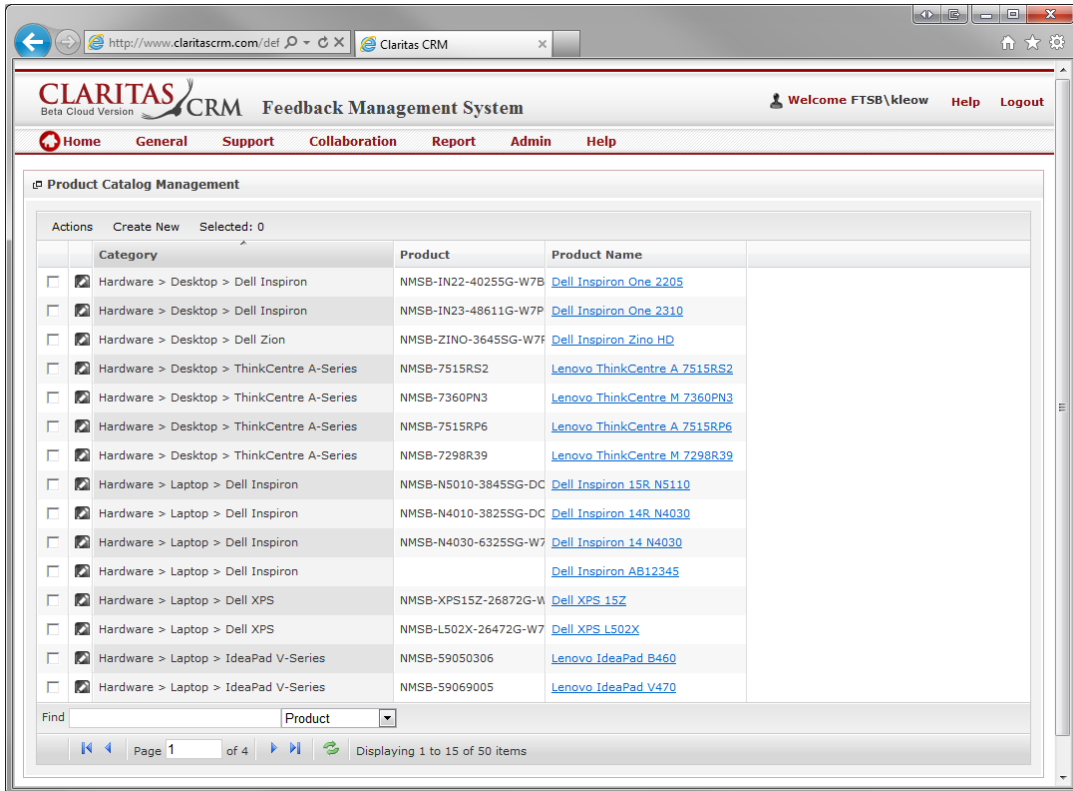 http://www.claritascrm.com/def
Claritas CRM
CLARITAS CRM
Beta Cloud Version
Feedback Management System
Welcome FTSB\kleow Help Logout
Home General Support Collaboration Report Admin Help
Product Catalog Management
Actions Create New Selected: 0
Category Product Product Name
Hardware > Desktop > Dell Inspiron NMSB-IN22-40255G-W7B Dell Inspiron One 2205
Hardware > Desktop > Dell Inspiron NMSB-IN23-48611G-W7P Dell Inspiron One 2310
Hardware > Desktop > Dell Zion NMSB-ZINO-3645SG-W7F Dell Inspiron Zino HD
Hardware > Desktop > ThinkCentre A-Series NMSB-7515RS2 Lenovo ThinkCentre A 7515RS2
Hardware > Desktop > ThinkCentre A-Series NMSB-7360PN3 Lenovo ThinkCentre M 7360PN3
Hardware > Desktop > ThinkCentre A-Series NMSB-7515RP6 Lenovo ThinkCentre A 7515RP6
Hardware > Desktop > ThinkCentre A-Series NMSB-7298R39 Lenovo ThinkCentre M 7298R39
Hardware > Laptop > Dell Inspiron NMSB-N5010-3845SG-DC Dell Inspiron 15R N5110
Hardware > Laptop > Dell Inspiron NMSB-N4010-3825SG-DC Dell Inspiron 14R N4030
Hardware > Laptop > Dell Inspiron NMSB-N4030-6325SG-W7 Dell Inspiron 14 N4030
Hardware > Laptop > Dell Inspiron Dell Inspiron AB12345
Hardware > Laptop > Dell XPS NMSB-XPS15Z-26872G-W Dell XPS 15Z
Hardware > Laptop > Dell XPS NMSB-L502X-26472G-W7 Dell XPS L502X
Hardware > Laptop > IdeaPad V-Series NMSB-59050306 Lenovo IdeaPad B460
Hardware > Laptop > IdeaPad V-Series NMSB-59069005 Lenovo IdeaPad V470
Find Product
Page 1 of 4 Displaying 1 to 15 of 50 items